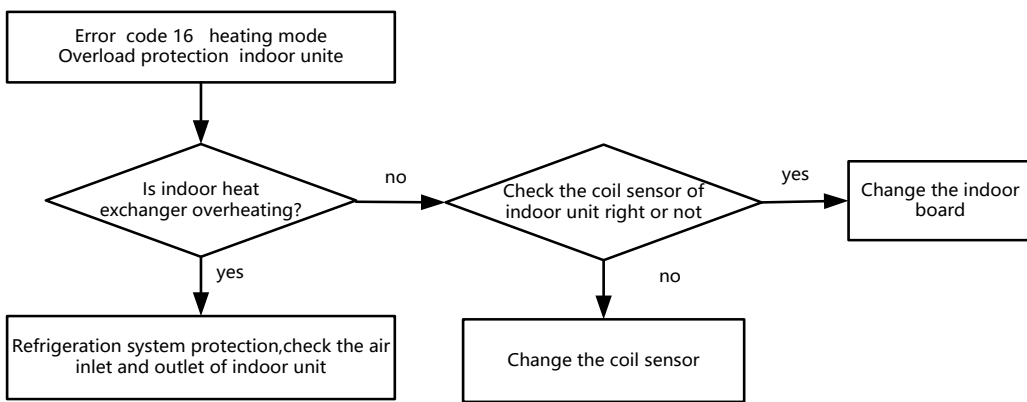 Error code 16 heating mode
Overload protection indoor unite
Is indoor heat
exchanger overheating?
no
Check the coil sensor of
indoor unit right or not
yes
Change the indoor
board
yes
Refrigeration system protection,check the air
inlet and outlet of indoor unit
no
Change the coil sensor